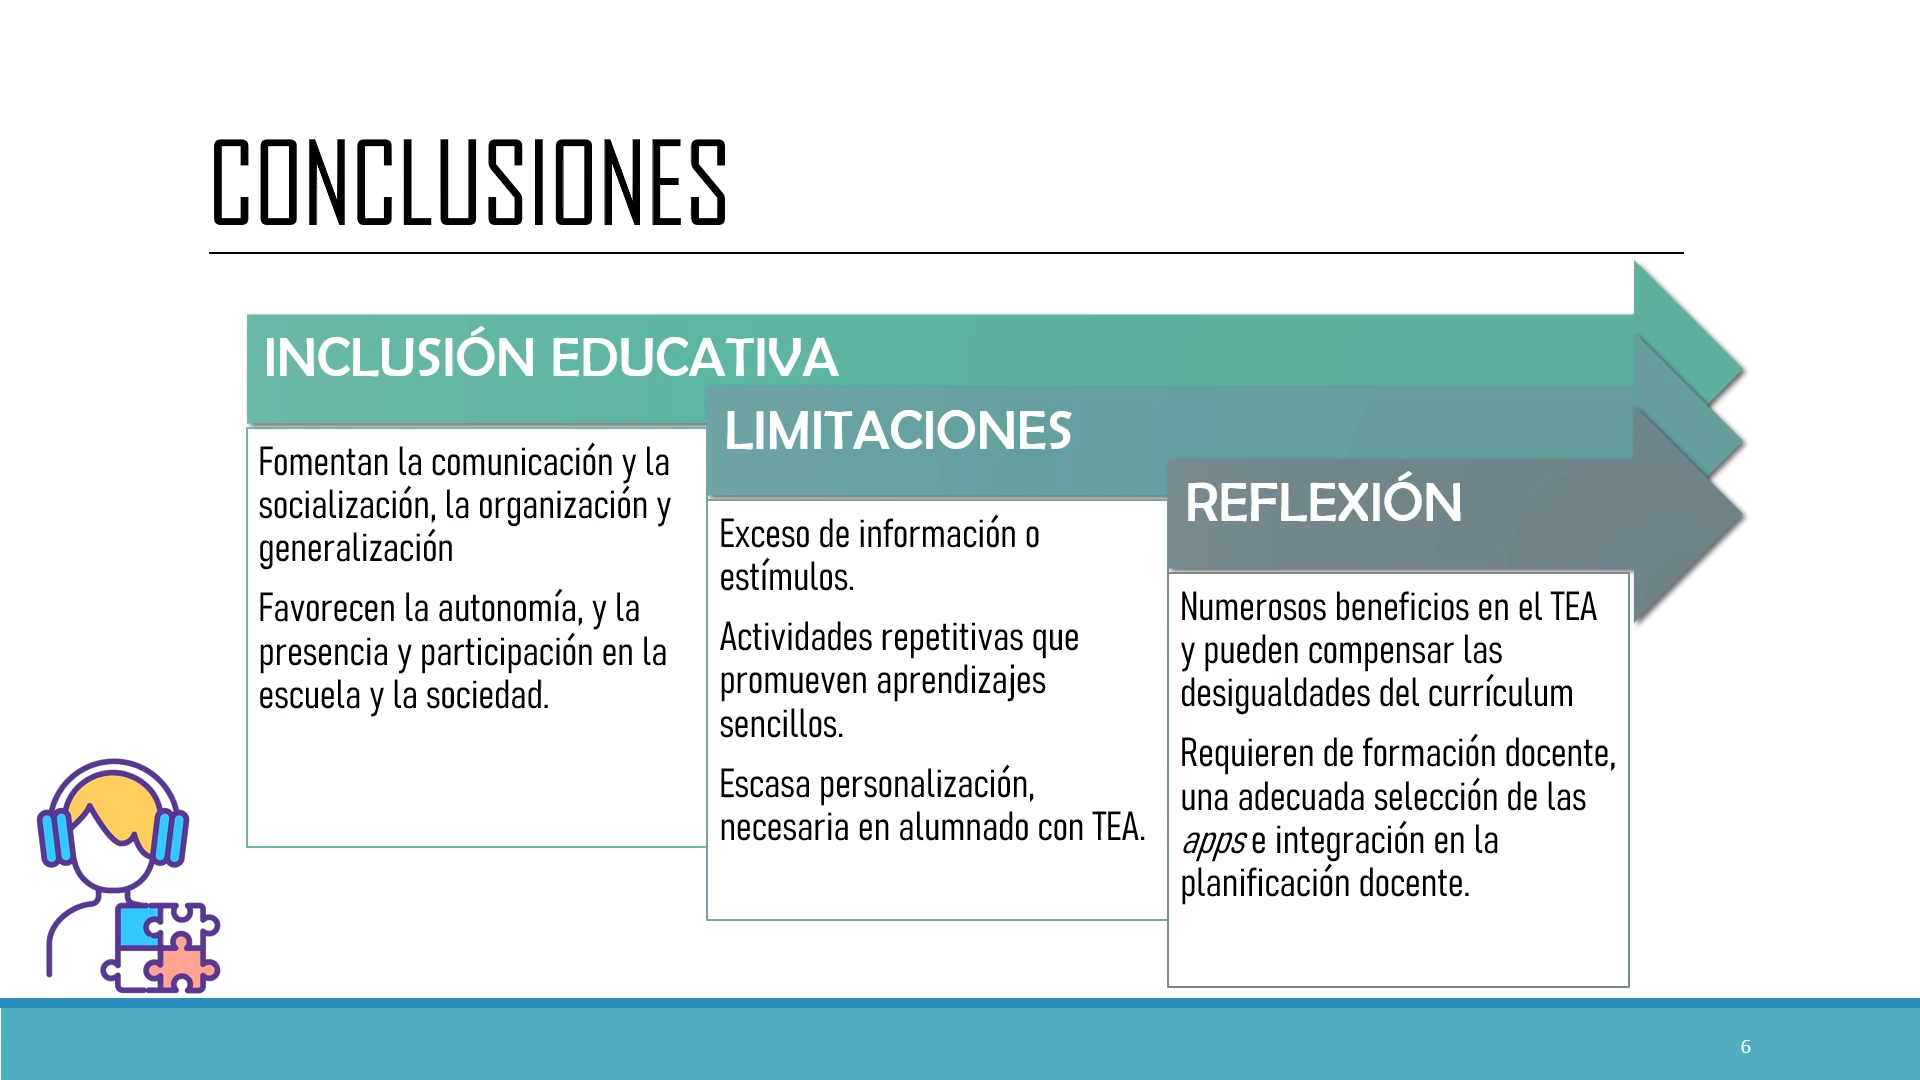 CONCLUSIONES
INCLUSIÓN EDUCATIVA
Fomentan la comunicación y la
socialización, la organización y
generalización
Favorecen la autonomía, y la
presencia y participación en la
escuela y la sociedad.
LIMITACIONES
Exceso de información o
estímulos.
Actividades repetitivas que
promueven aprendizajes
sencillos.
Escasa personalización,
necesaria en alumnado con TEA.
REFLEXIÓN
Numerosos beneficios en el TEA
y pueden compensar las
desigualdades del currículum
Requieren de formación docente,
una adecuada selección de las
apps e integración en la
planificación docente.
6